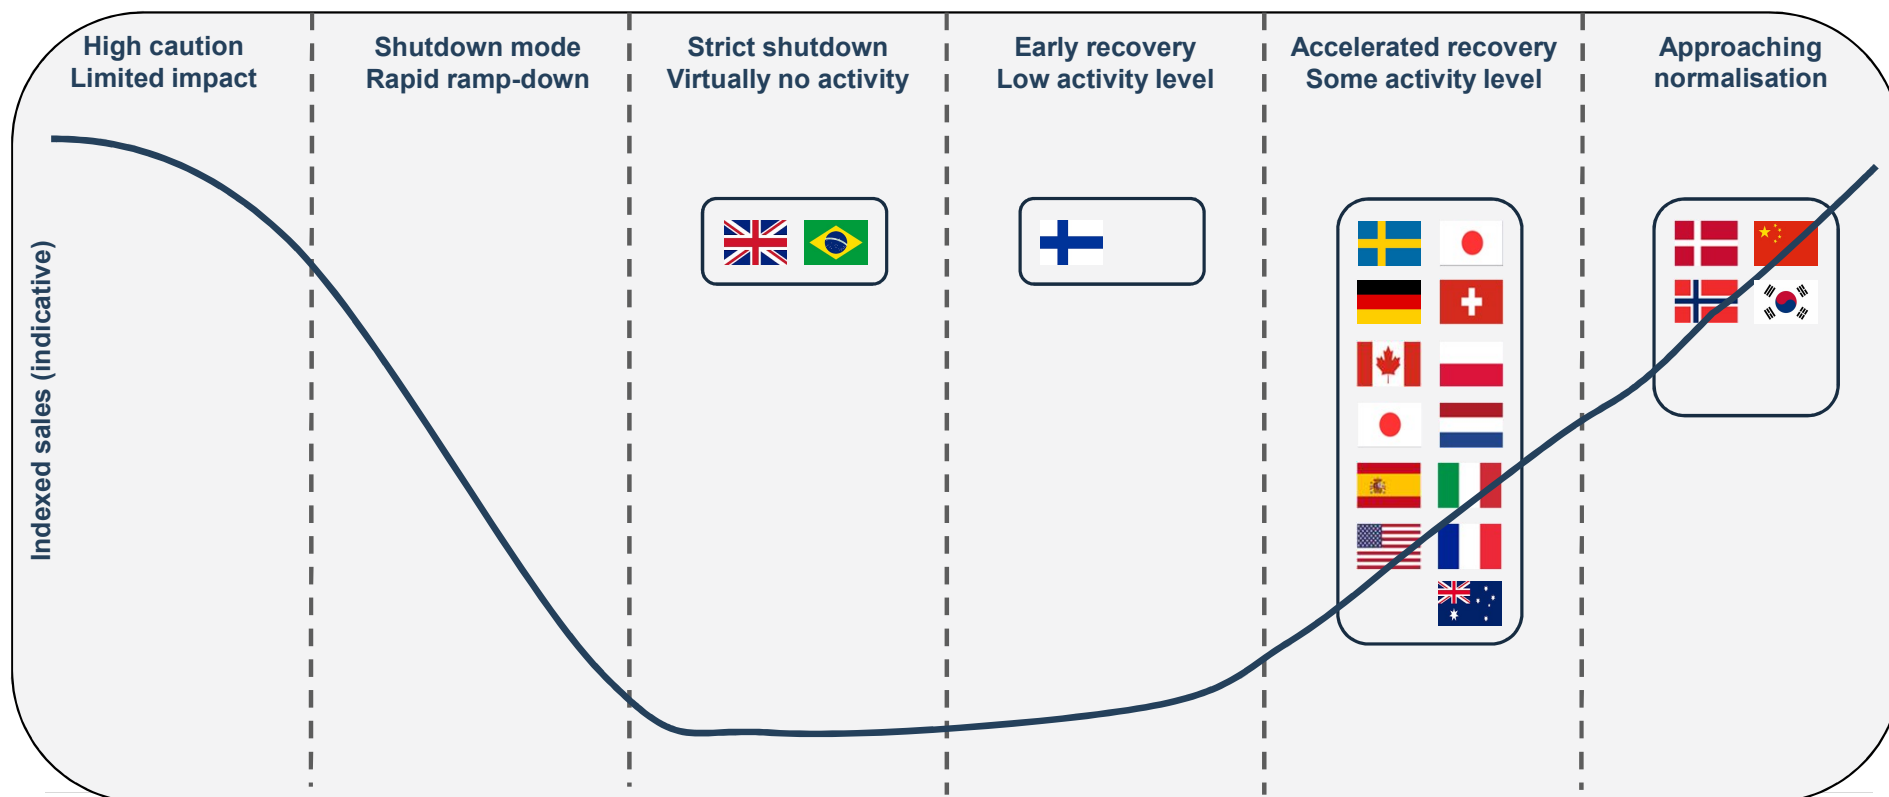 High caution
Limited impact
Shutdown mode
Rapid ramp-down
Strict shutdown
Virtually no activity
Early recovery
Low activity level
Accelerated recovery
Some activity level
Approaching
normalisation
Indexed sales (indicative)